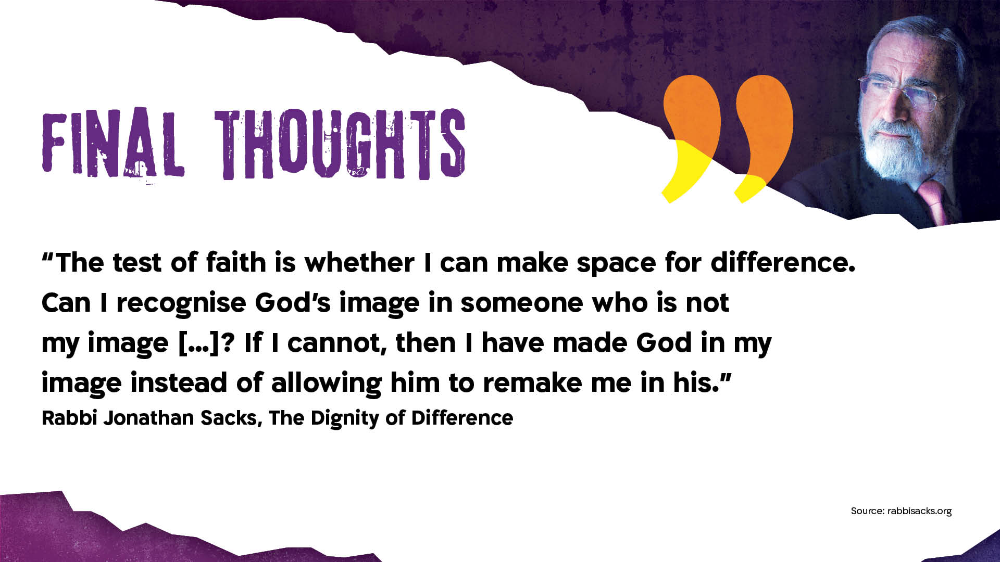 FINAL THOUGHTS
“The test of faith is whether I can make space for difference.
Can I recognise God’s image in someone who is not
my image [...]? If I cannot, then I have made God in my
image instead of allowing him to remake me in his.”
Rabbi Jonathan Sacks, The Dignity of Difference
Source: rabbisacks.org